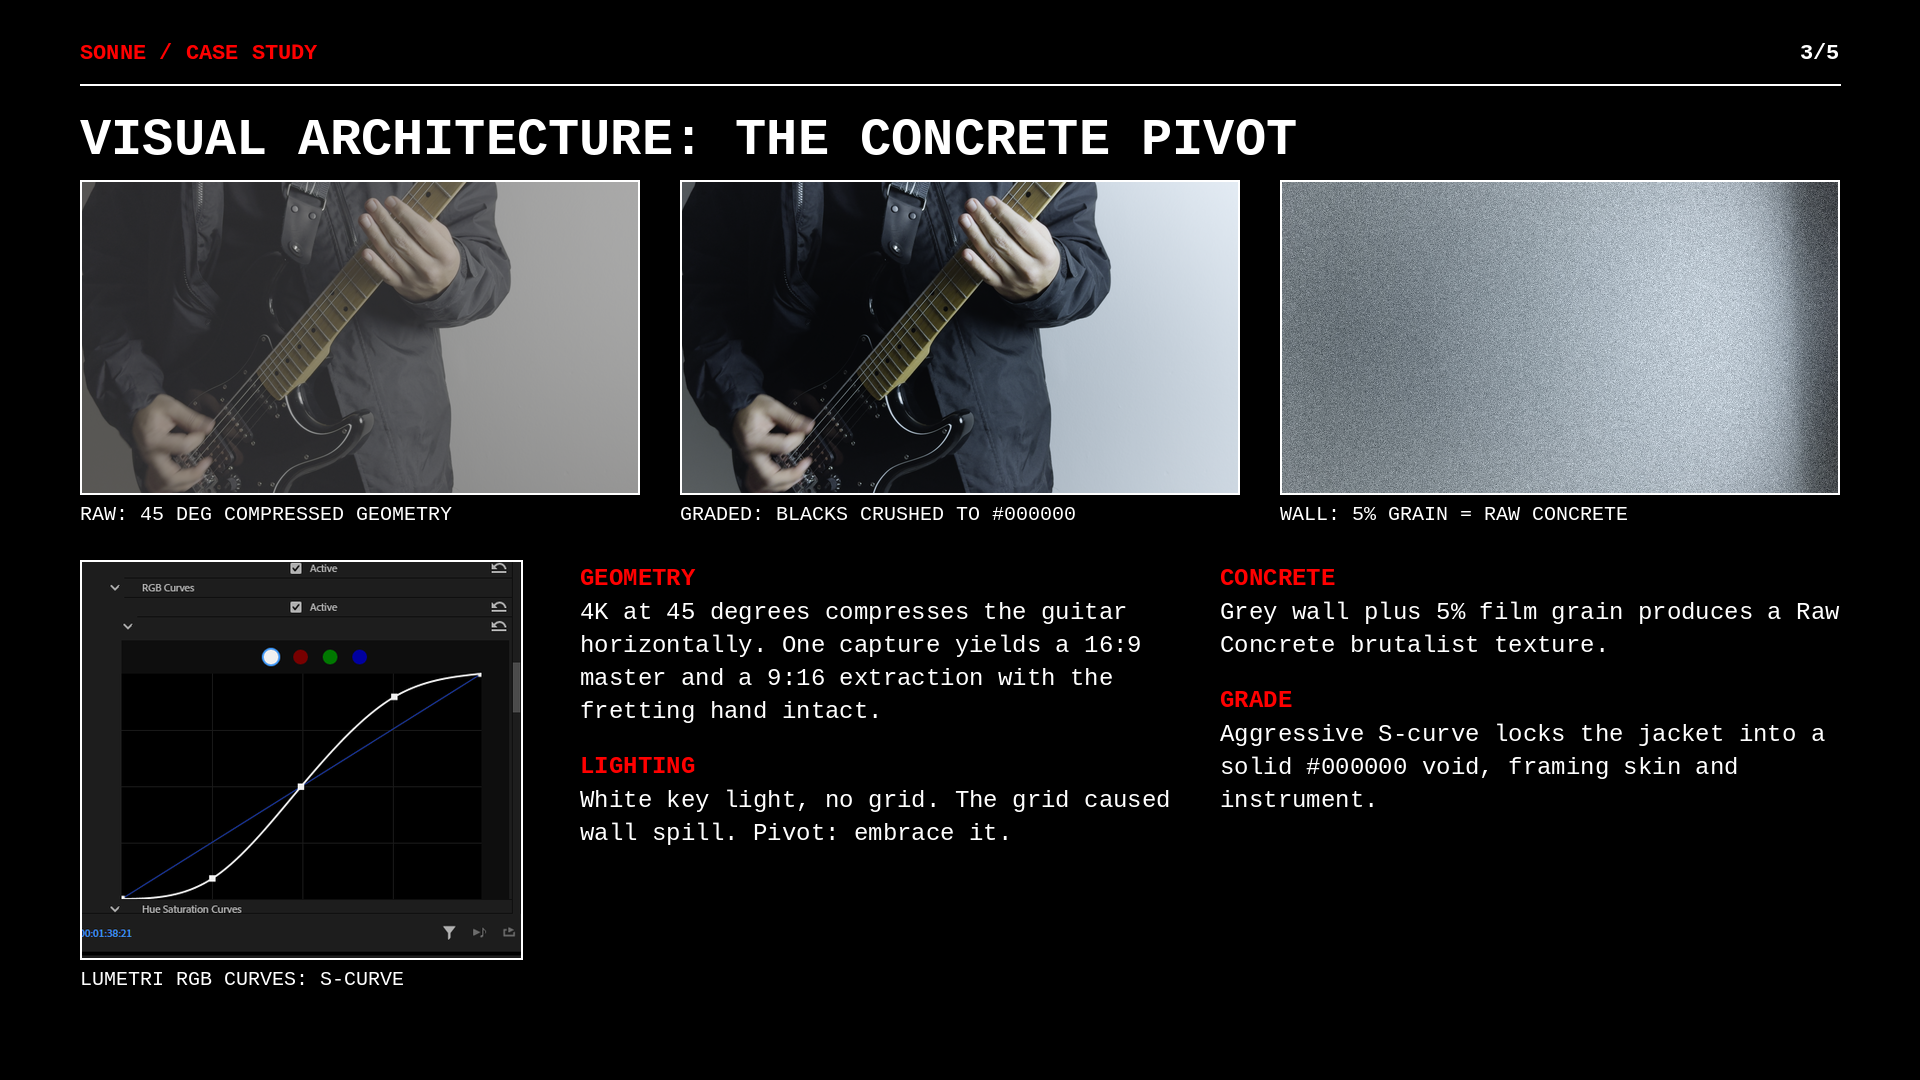 SONNE / CASE STUDY
3/5
VISUAL ARCHITECTURE: THE CONCRETE PIVOT
RAW: 45 DEG COMPRESSED GEOMETRY
GRADED: BLACKS CRUSHED TO #000000
WALL: 5% GRAIN = RAW CONCRETE
Active
RGB Curves
Active
Hue Saturation Curves
00:01:38:21
LUMETRI RGB CURVES: S-CURVE
GEOMETRY
4K at 45 degrees compresses the guitar
horizontally. One capture yields a 16:9
master and a 9:16 extraction with the
fretting hand intact.
LIGHTING
White key light, no grid. The grid caused
wall spill. Pivot: embrace it.
CONCRETE
Grey wall plus 5% film grain produces a Raw
Concrete brutalist texture.
GRADE
Aggressive S-curve locks the jacket into a
solid #000000 void, framing skin and
instrument.